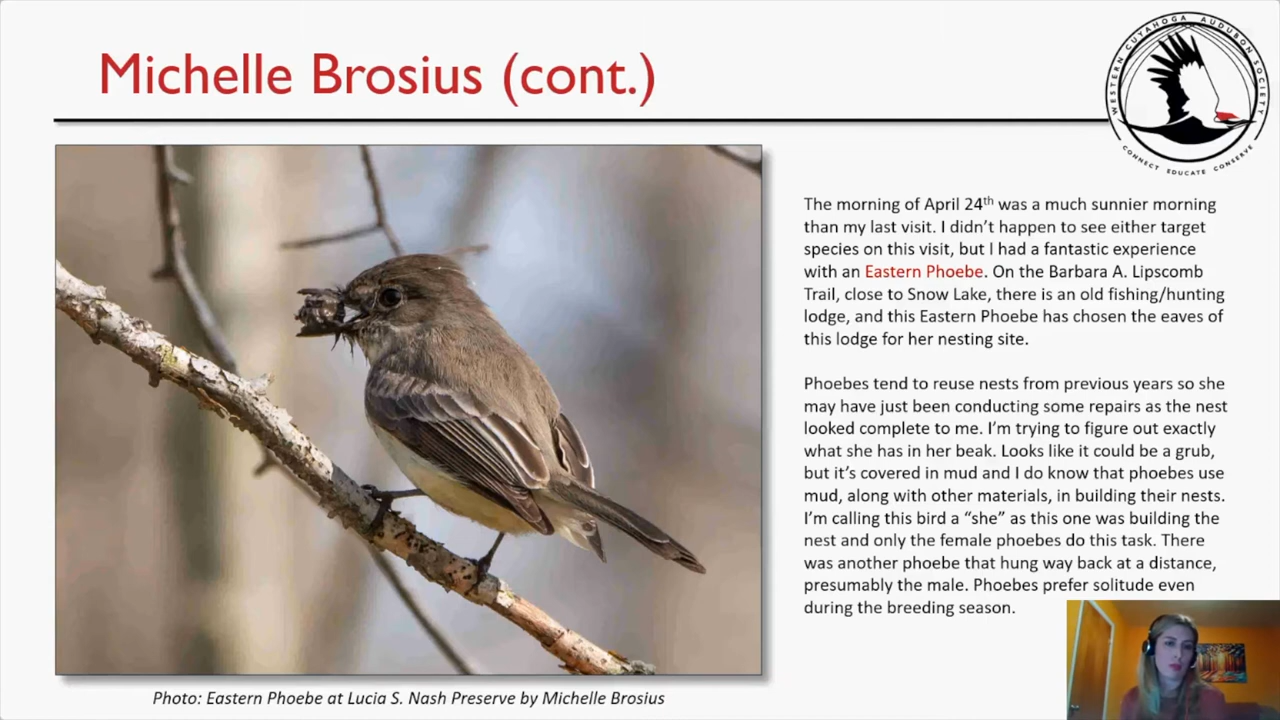 Michelle Brosius (cont.)
WESTERN CUYAHOGA AUDUBON SOCIETY
CONNECT EDUCATE CONSERVE
The morning of April 24th was a much sunnier morning
than my last visit. I didn’t happen to see either target
species on this visit, but I had a fantastic experience
with an Eastern Phoebe. On the Barbara A. Lipscomb
Trail, close to Snow Lake, there is an old fishing/hunting
lodge, and this Eastern Phoebe has chosen the eaves of
this lodge for her nesting site.
Phoebes tend to reuse nests from previous years so she
may have just been conducting some repairs as the nest
looked complete to me. I’m trying to figure out exactly
what she has in her beak. Looks like it could be a grub,
but it’s covered in mud and I do know that phoebes use
mud, along with other materials, in building their nests.
I’m calling this bird a “she” as this one was building the
nest and only the female phoebes do this task. There
was another phoebe that hung way back at a distance,
presumably the male. Phoebes prefer solitude even
during the breeding season.
Photo: Eastern Phoebe at Lucia S. Nash Preserve by Michelle Brosius